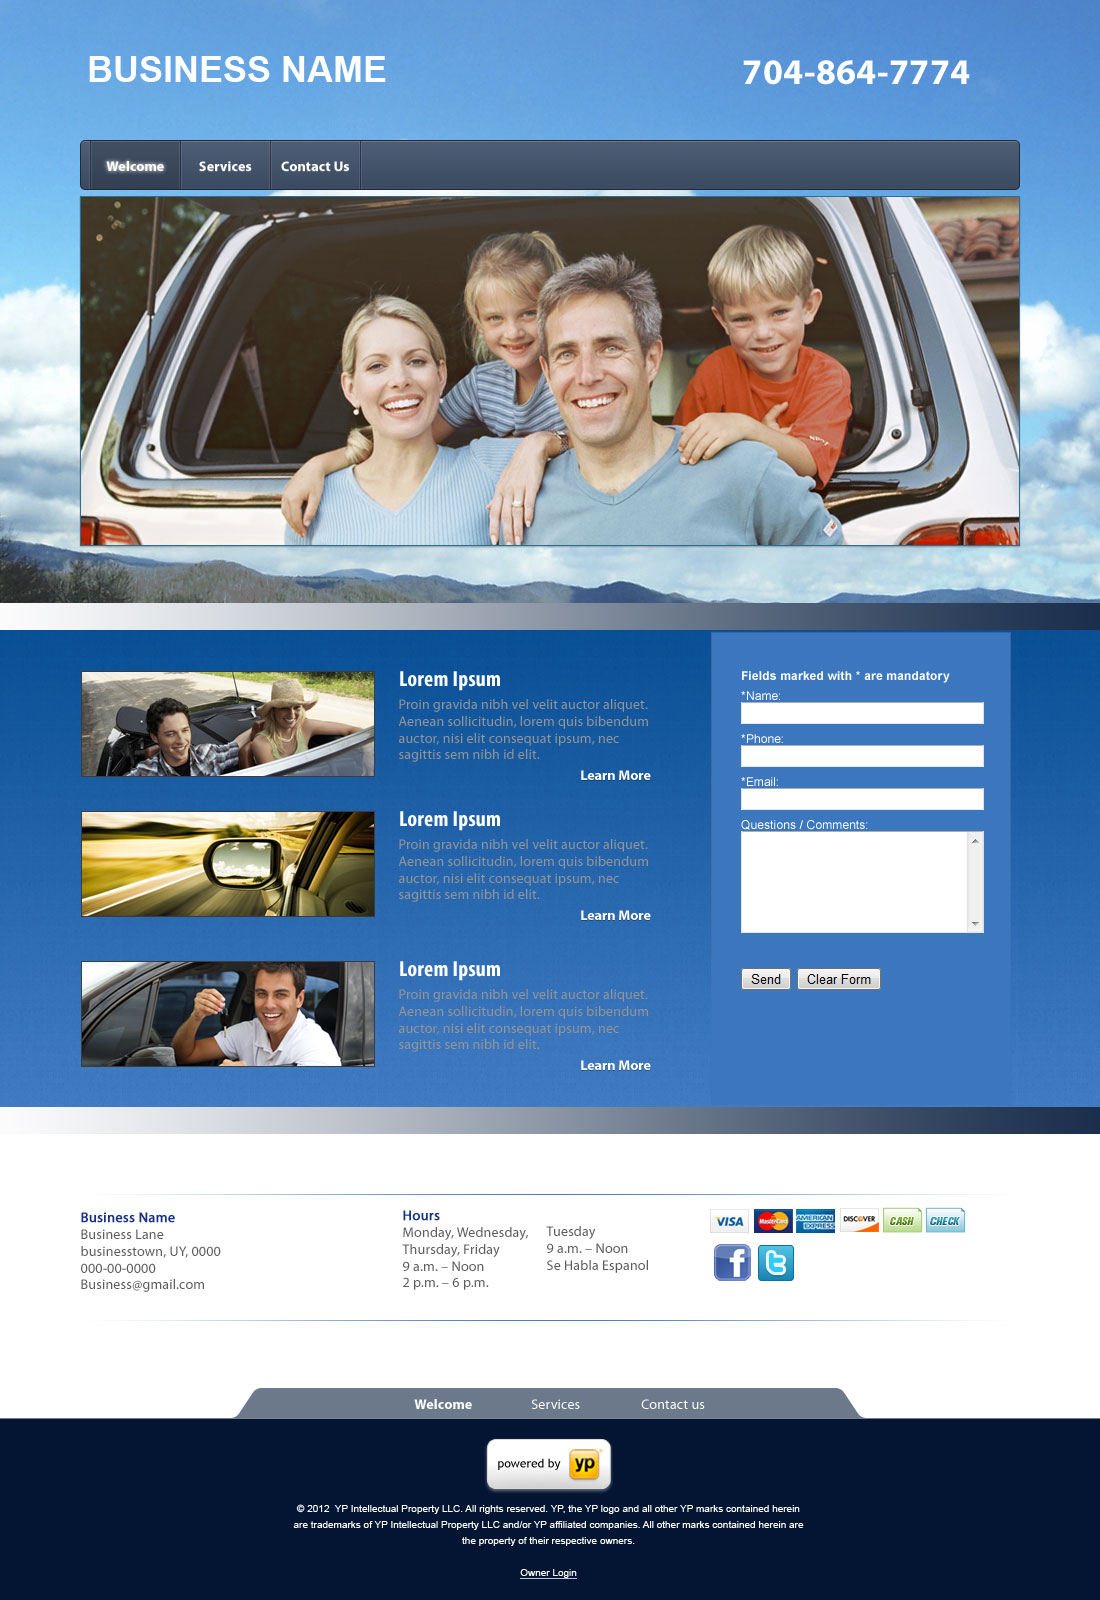 BUSINESS NAME
704-864-7774
Welcome
Services
Contact Us
Lorem Ipsum
Proin gravida nibh vel velit auctor aliquet.
Aenean sollicitudin, lorem quis bibendum
auctor, nisi elit consequat ipsum, nec
sagittis sem nibh id elit.
Learn More
Lorem Ipsum
Proin gravida nibh vel velit auctor aliquet.
Aenean sollicitudin, lorem quis bibendum
auctor, nisi elit consequat ipsum, nec
sagittis sem nibh id elit.
Learn More
Lorem Ipsum
Proin gravida nibh vel velit auctor aliquet.
Aenean sollicitudin, lorem quis bibendum
auctor, nisi elit consequat ipsum, nec
sagittis sem nibh id elit.
Learn More
Fields marked with * are mandatory
*Name:
*Phone:
*Email:
Questions / Comments:
Send
Clear Form
Business Name
Business Lane
businesstown, UY, 0000
000-00-0000
Business@gmail.com
Hours
Monday, Wednesday,
Thursday, Friday
9 a.m. – Noon
2 p.m. – 6 p.m.
Tuesday
9 a.m. – Noon
Se Habla Espanol
VISA
MasterCard
AMERICAN EXPRESS
DISCOVER
CASH
CHECK
f
t
Welcome
Services
Contact us
powered by yp
© 2012 YP Intellectual Property LLC. All rights reserved. YP, the YP logo and all other YP marks contained herein
are trademarks of YP Intellectual Property LLC and/or YP affiliated companies. All other marks contained herein are
the property of their respective owners.
Owner Login